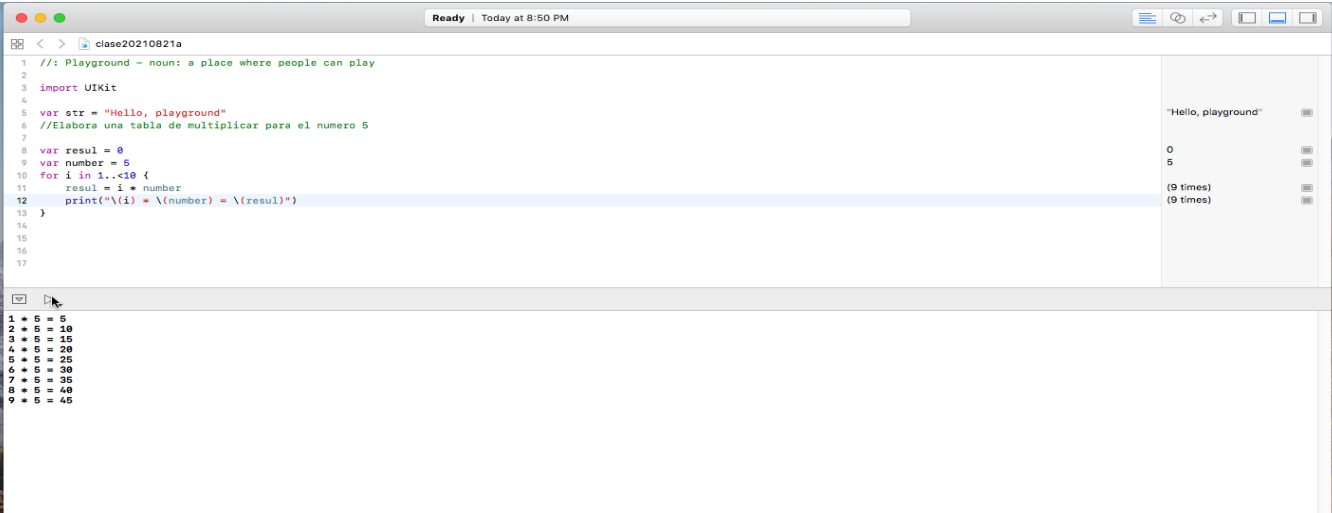 Ready | Today at 8:50 PM
clase20210821a
1 //: Playground - noun: a place where people can play
2
3 import UIKit
4
5 var str = "Hello, playground"
"Hello, playground"
6 //Elabora una tabla de multiplicar para el numero 5
7
8 var resul = 0
0
9 var number = 5
5
10 for i in 1..<10 {
11 resul = i * number
(9 times)
12 print("\(i) * \(number) = \(resul)")
(9 times)
13 }
14
15
16
17
1 * 5 = 5
2 * 5 = 10
3 * 5 = 15
4 * 5 = 20
5 * 5 = 25
6 * 5 = 30
7 * 5 = 35
8 * 5 = 40
9 * 5 = 45